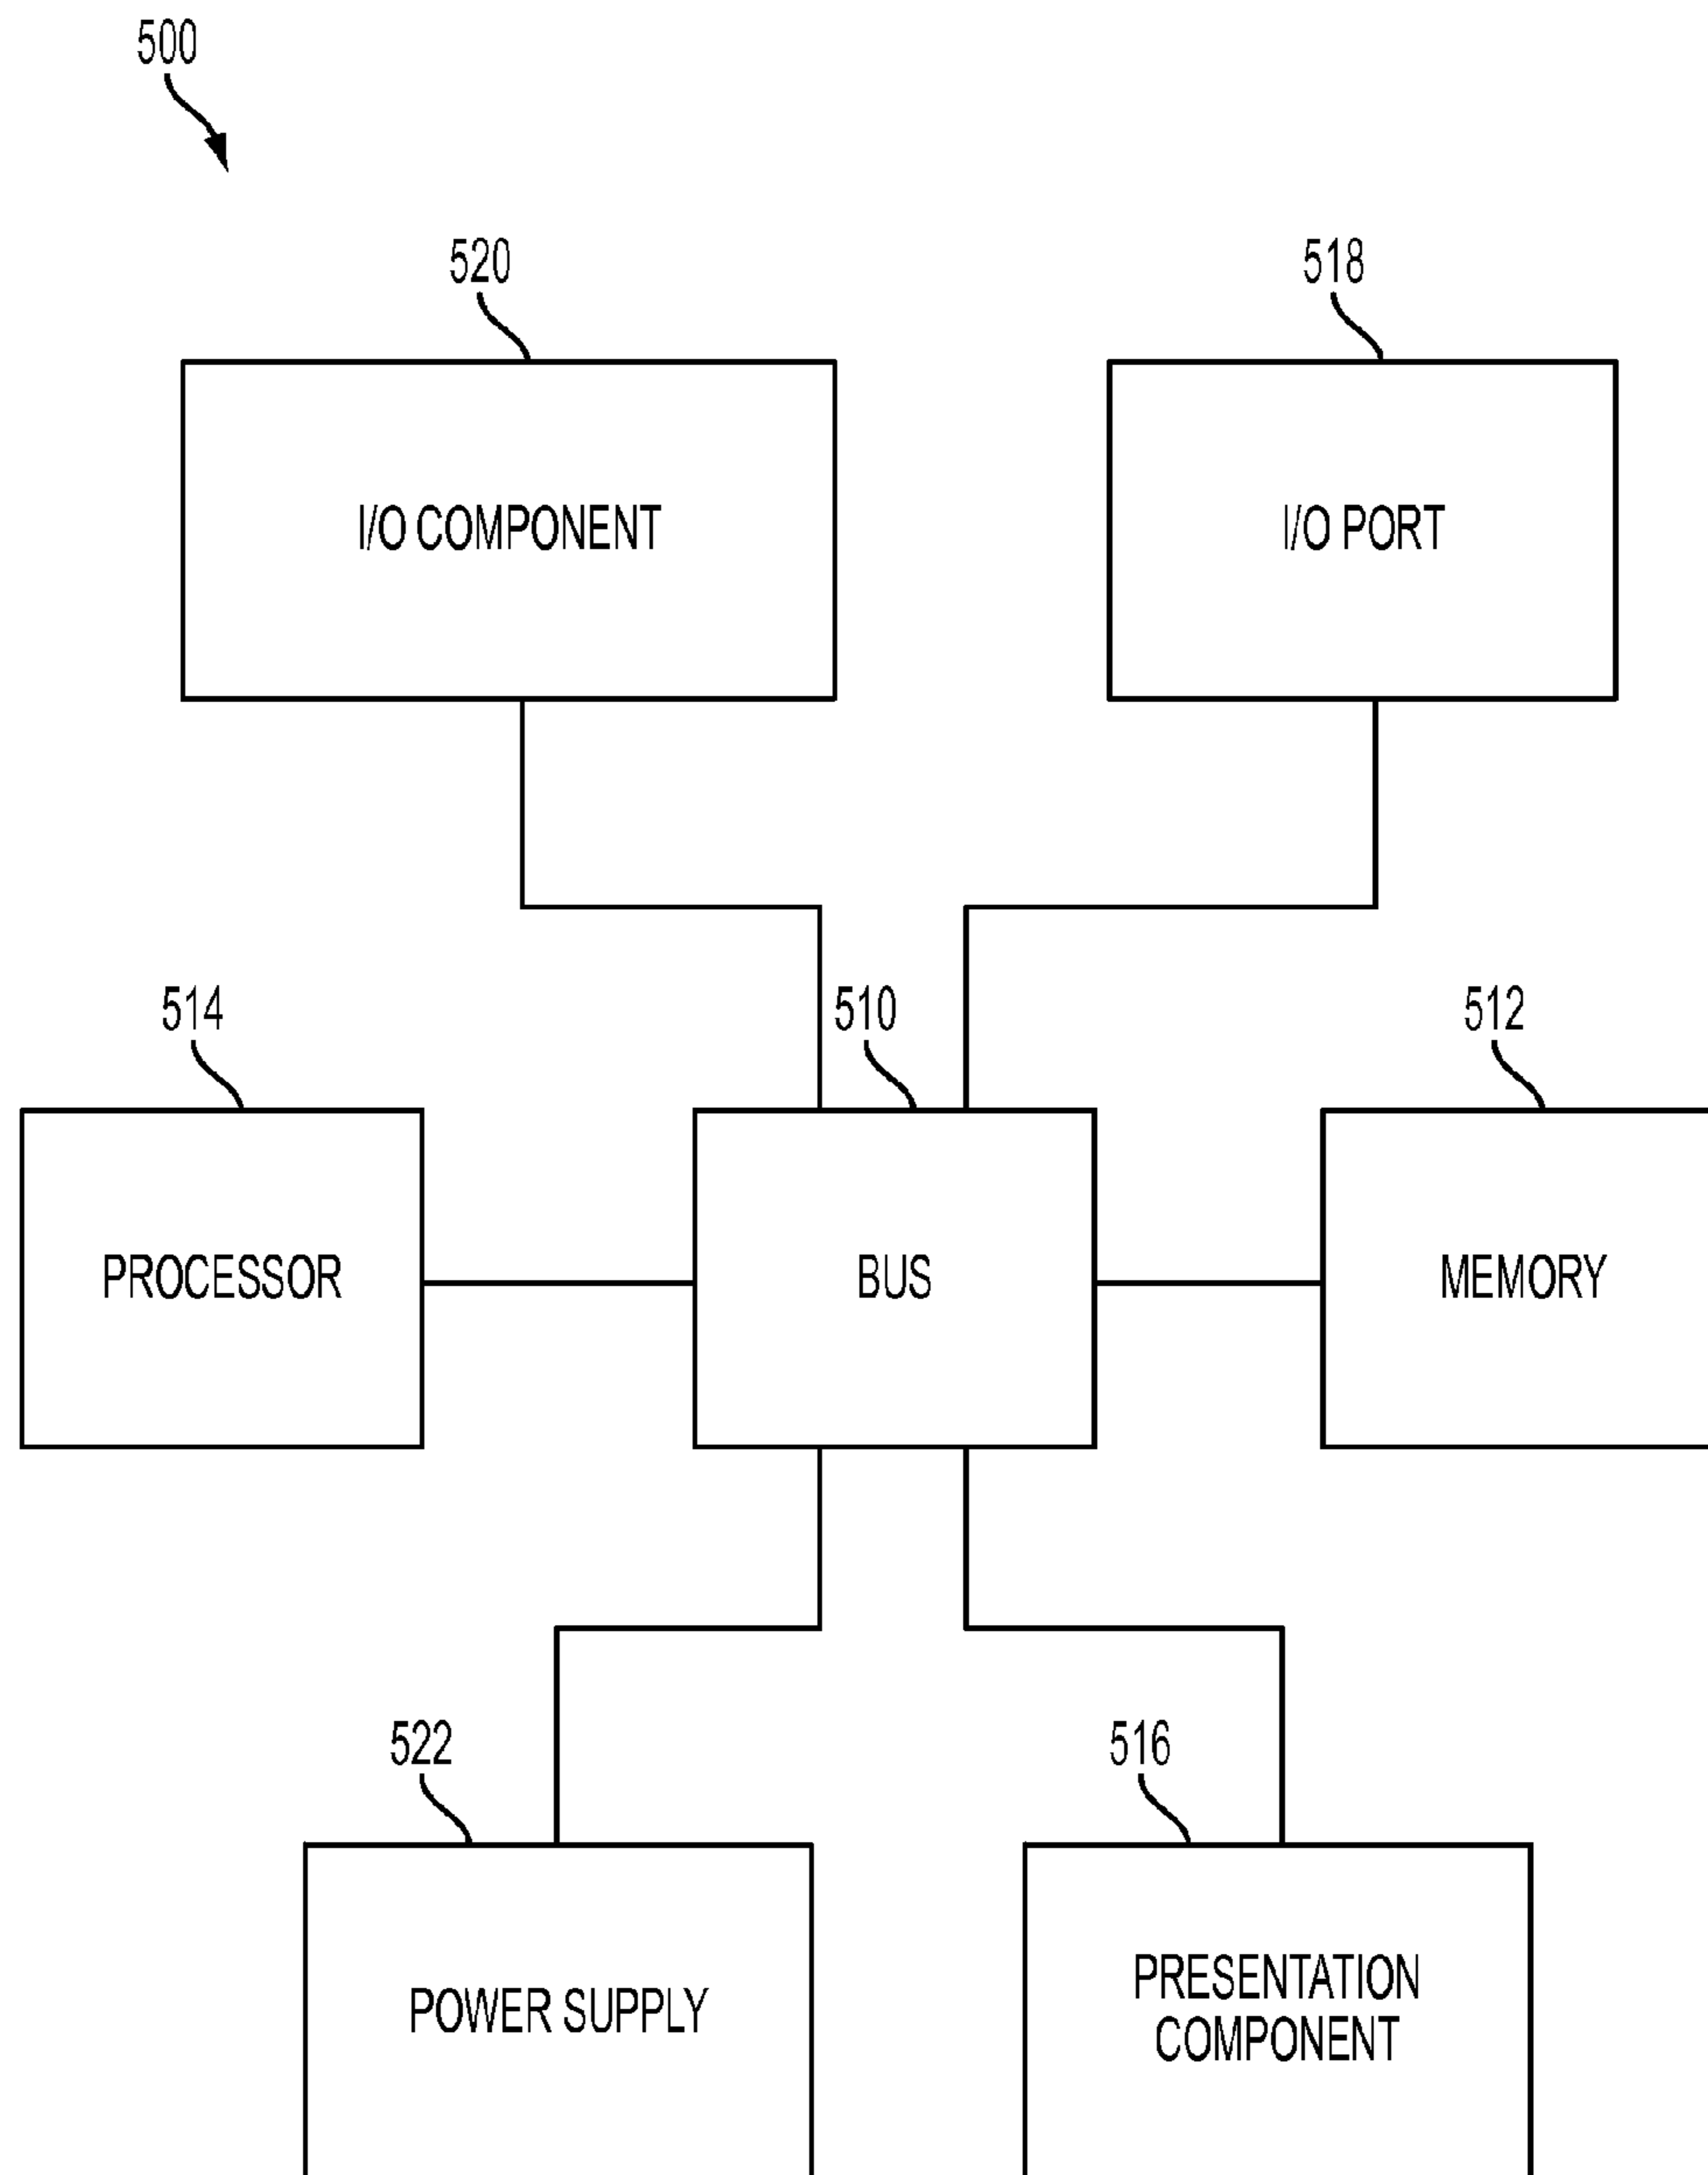 500
520
518
I/O COMPONENT
I/O PORT
514
510
512
PROCESSOR
BUS
MEMORY
522
516
POWER SUPPLY
PRESENTATION
COMPONENT